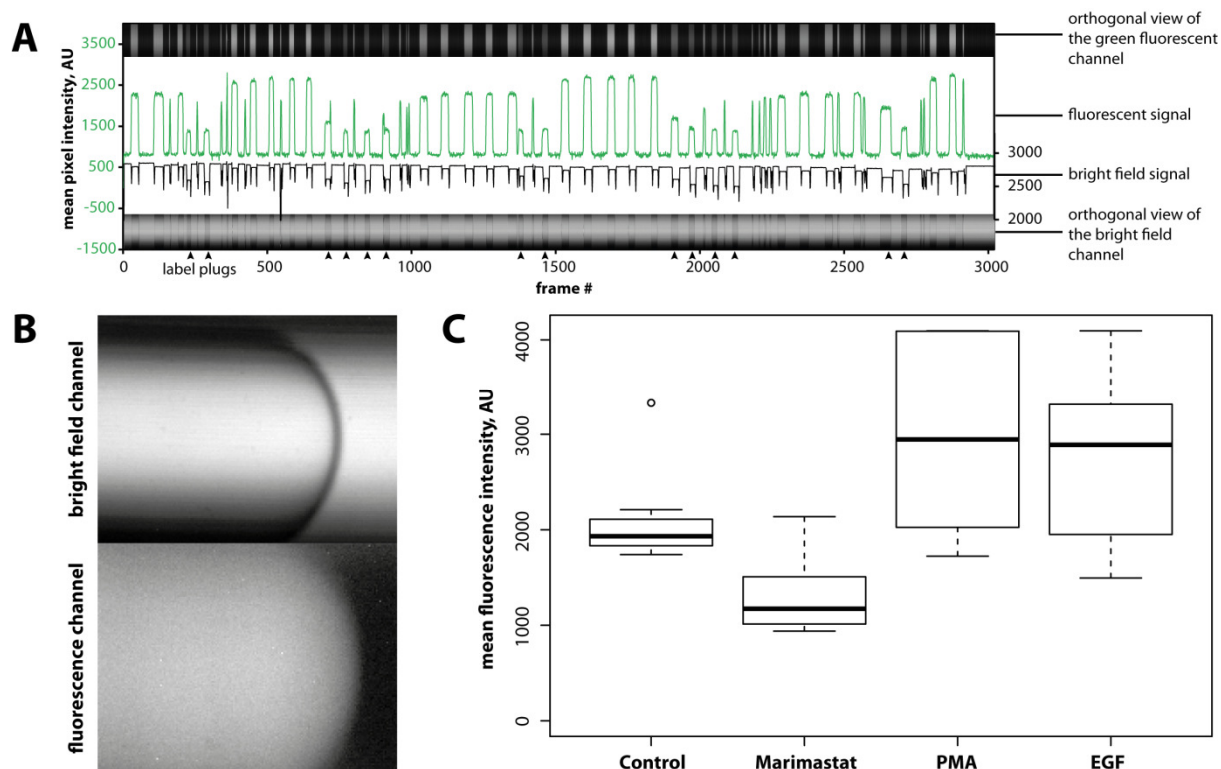 A
mean pixel intensity, AU
3500
2500
1500
500
-500
-1500
3000
2500
2000
0
500
1000
1500
2000
2500
3000
label plugs
frame #
orthogonal view of
the green fluorescent
channel
fluorescent signal
bright field signal
orthogonal view of
the bright field
channel
B
bright field channel
fluorescence channel
C
mean fluorescence intensity, AU
4000
3000
2000
1000
0
Control
Marimastat
PMA
EGF